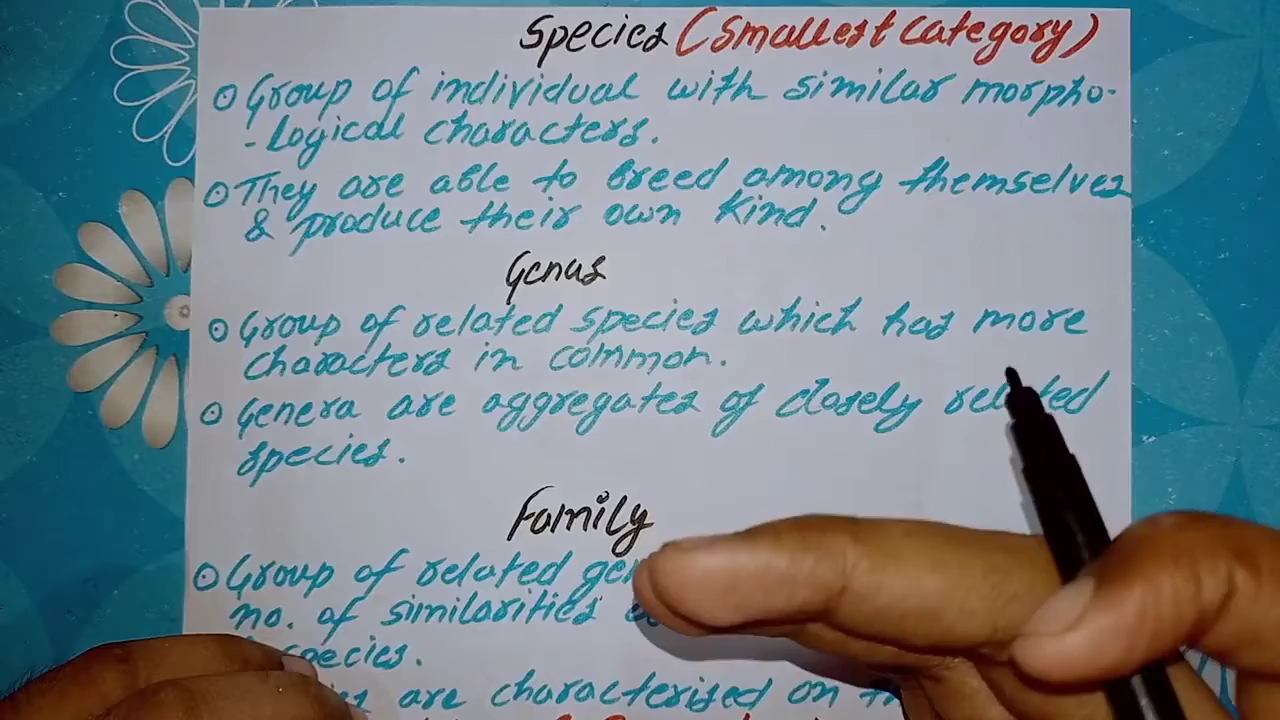 Species (Smallest Category)
Group of individual with similar morpho-
-logical characters.
They are able to breed among themselves
& produce their own kind.
Genus
Group of related species which has more
characters in common.
Genera are aggregates of closely related
species.
Family
Group of related
no. of similarities
species.
are characterised on